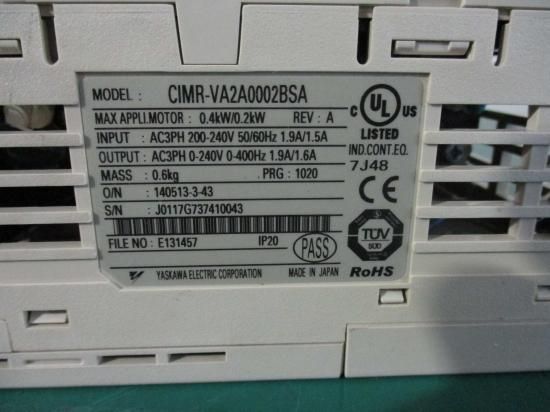 MODEL : CIMR-VA2A0002BSA
MAX APPLI.MOTOR : 0.4kW/0.2kW REV : A
INPUT : AC3PH 200-240V 50/60Hz 1.9A/1.5A
OUTPUT : AC3PH 0-240V 0-400Hz 1.9A/1.6A
MASS : 0.6kg PRG : 1020
O/N : 140513-3-43
S/N : J0117G737410043
FILE NO : E131457 IP20
PASS
YASKAWA ELECTRIC CORPORATION MADE IN JAPAN
C UL US
LISTED
IND.CONT.EQ.
7J48
CE
TÜV
SÜD
RoHS